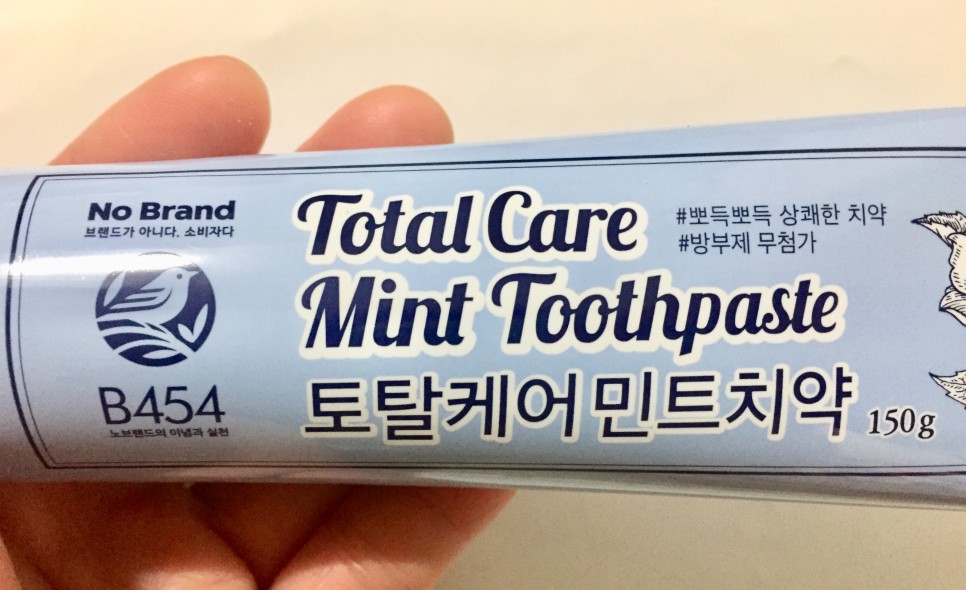 No Brand
브랜드가 아니다. 소비자다
B454
노브랜드의 이념과 실천
Total Care
Mint Toothpaste
토탈케어민트치약
#뽀득뽀득 상쾌한 치약
#방부제 무첨가
150g